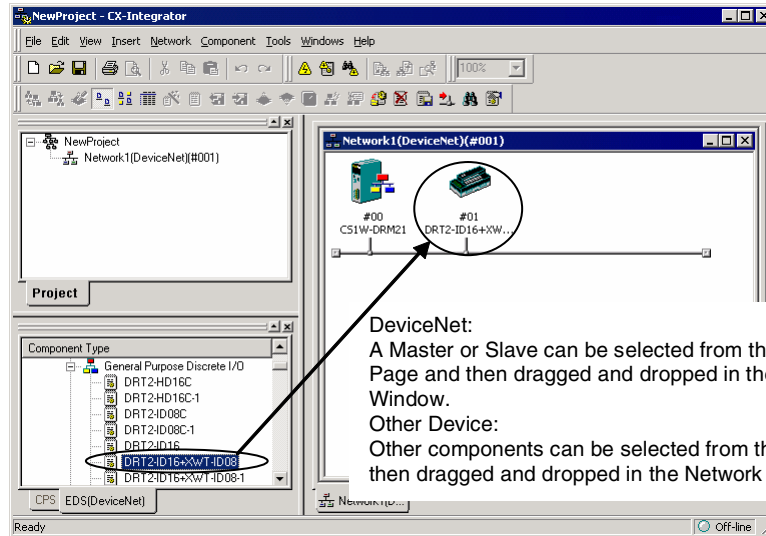 NewProject - CX-Integrator
File Edit View Insert Network Component Tools Windows Help
100%
NewProject
Network1(DeviceNet)(#001)
Project
Component Type
General Purpose Discrete I/O
DRT2-HD16C
DRT2-HD16C-1
DRT2-ID08C
DRT2-ID08C-1
DRT2-ID16
DRT2-ID16+XWT-ID08
DRT2-ID16+XWT-ID08-1
CPS EDS(DeviceNet)
Network1(DeviceNet)(#001)
#00
CS1W-DRM21
#01
DRT2-ID16+XW...
DeviceNet:
A Master or Slave can be selected from th
Page and then dragged and dropped in the
Window.
Other Device:
Other components can be selected from th
then dragged and dropped in the Network
Network1(D...)
Ready
Off-line